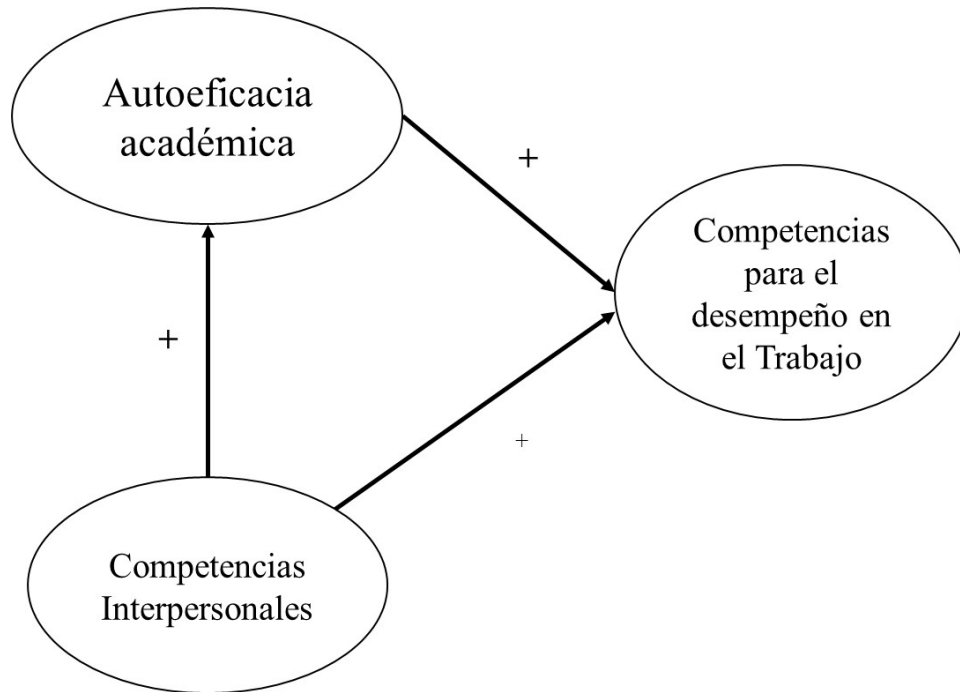 Autoeficacia
académica
+
Competencias
para el
desempeño en
el Trabajo
+
+
Competencias
Interpersonales